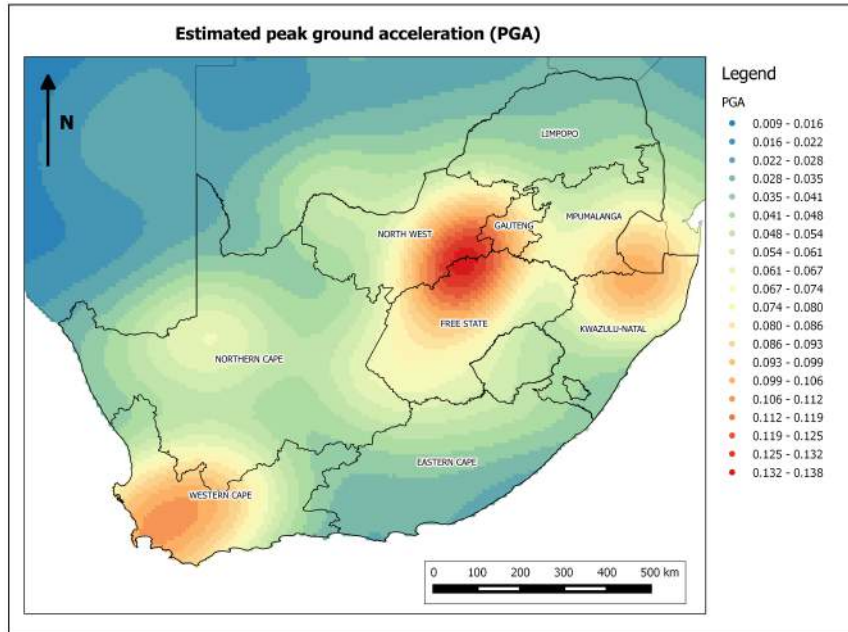 Estimated peak ground acceleration (PGA)
N
LIMPOPO
MPUMALANGA
GAUTENG
NORTH WEST
FREE STATE
KWAZULU-NATAL
NORTHERN CAPE
EASTERN CAPE
WESTERN CAPE
0 100 200 300 400 500 km
Legend
PGA
0.009 - 0.016
0.016 - 0.022
0.022 - 0.028
0.028 - 0.035
0.035 - 0.041
0.041 - 0.048
0.048 - 0.054
0.054 - 0.061
0.061 - 0.067
0.067 - 0.074
0.074 - 0.080
0.080 - 0.086
0.086 - 0.093
0.093 - 0.099
0.099 - 0.106
0.106 - 0.112
0.112 - 0.119
0.119 - 0.125
0.125 - 0.132
0.132 - 0.138